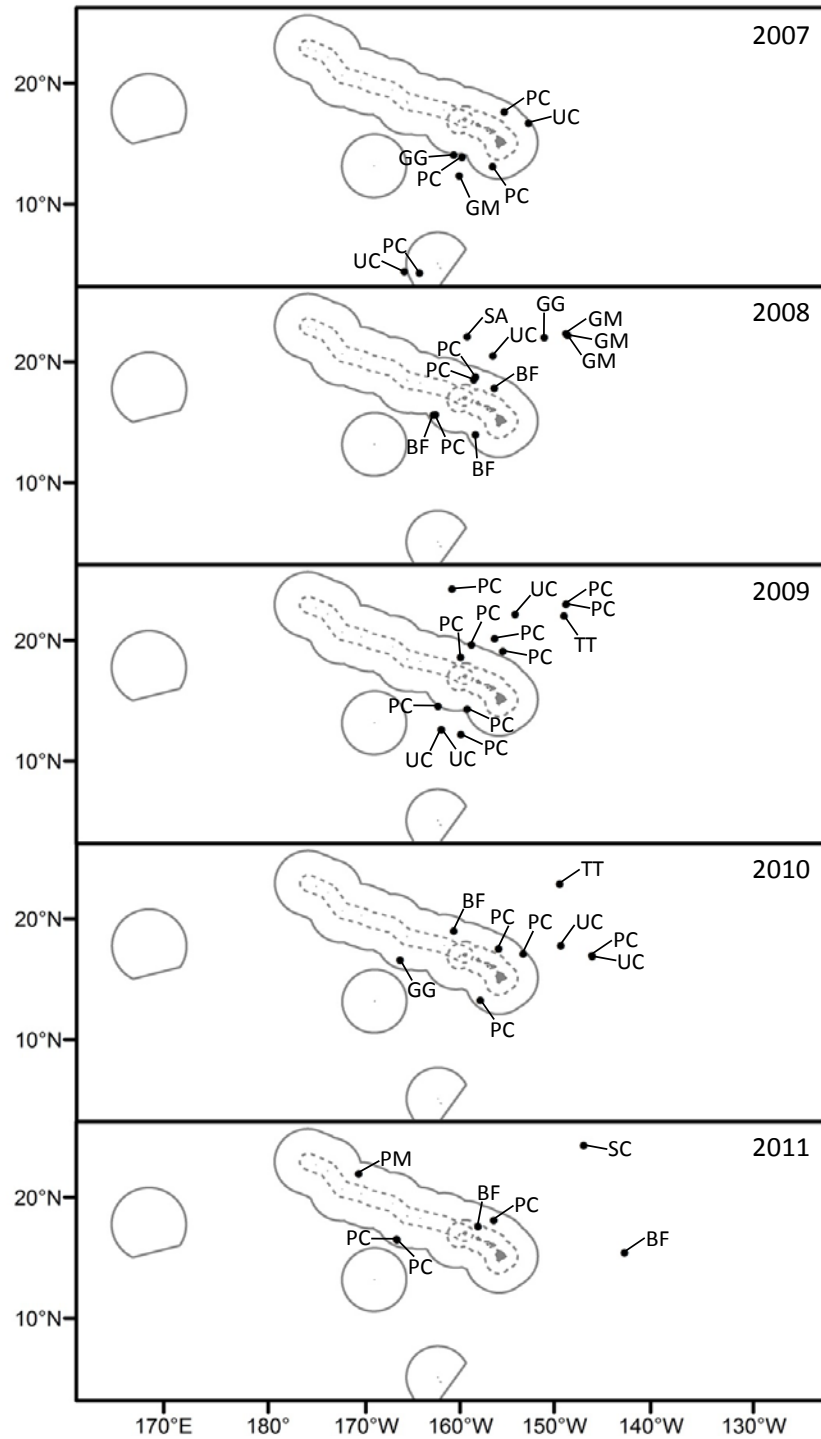 2007
20°N
PC
UC
GG
PC
PC
10°N
GM
PC
UC
2008
GG
SA
GM
UC
GM
PC
GM
20°N
PC
BF
BF
PC
BF
10°N
2009
PC
UC
PC
PC
PC
PC
PC
20°N
TT
PC
PC
PC
UC
UC
PC
10°N
2010
TT
BF
PC
PC
UC
PC
20°N
UC
GG
PC
10°N
2011
SC
PM
BF
PC
20°N
PC
BF
PC
10°N
170°E
180°
170°W
160°W
150°W
140°W
130°W